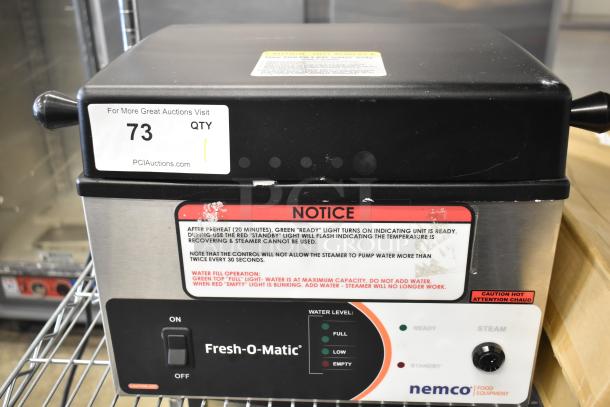 CAUTION HOT SURFACE
For More Great Auctions Visit
73
QTY
1
PCIAuctions.com
PCI
NOTICE
AFTER PREHEAT (20 MINUTES), GREEN "READY" LIGHT TURNS ON INDICATING UNIT IS READY.
DURING USE THE RED "STANDBY" LIGHT WILL FLASH INDICATING THE TEMPERATURE IS
RECOVERING & STEAMER CANNOT BE USED.
NOTE THAT THE CONTROL WILL NOT ALLOW THE STEAMER TO PUMP WATER MORE THAN
TWICE EVERY 30 SECONDS.
WATER FILL OPERATION:
GREEN TOP "FULL" LIGHT- WATER IS AT MAXIMUM CAPACITY, DO NOT ADD WATER.
WHEN RED "EMPTY" LIGHT IS BLINKING, ADD WATER - STEAMER WILL NO LONGER WORK.
CAUTION HOT
ATTENTION CHAUD
ON
OFF
Fresh-O-Matic®
WATER LEVEL:
FULL
LOW
EMPTY
READY
STANDBY
STEAM
nemco®
FOOD
EQUIPMENT